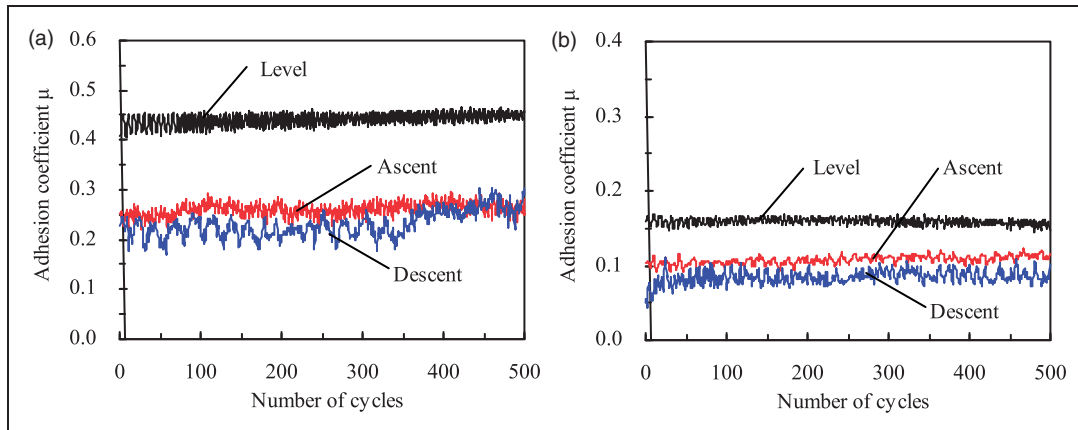 (a)
0.6
0.5
0.4
0.3
0.2
0.1
0.0
Adhesion coefficient μ
Level
Ascent
Descent
0 100 200 300 400 500
Number of cycles
(b)
0.4
0.3
0.2
0.1
0.0
Adhesion coefficient μ
Level
Ascent
Descent
0 100 200 300 400 500
Number of cycles